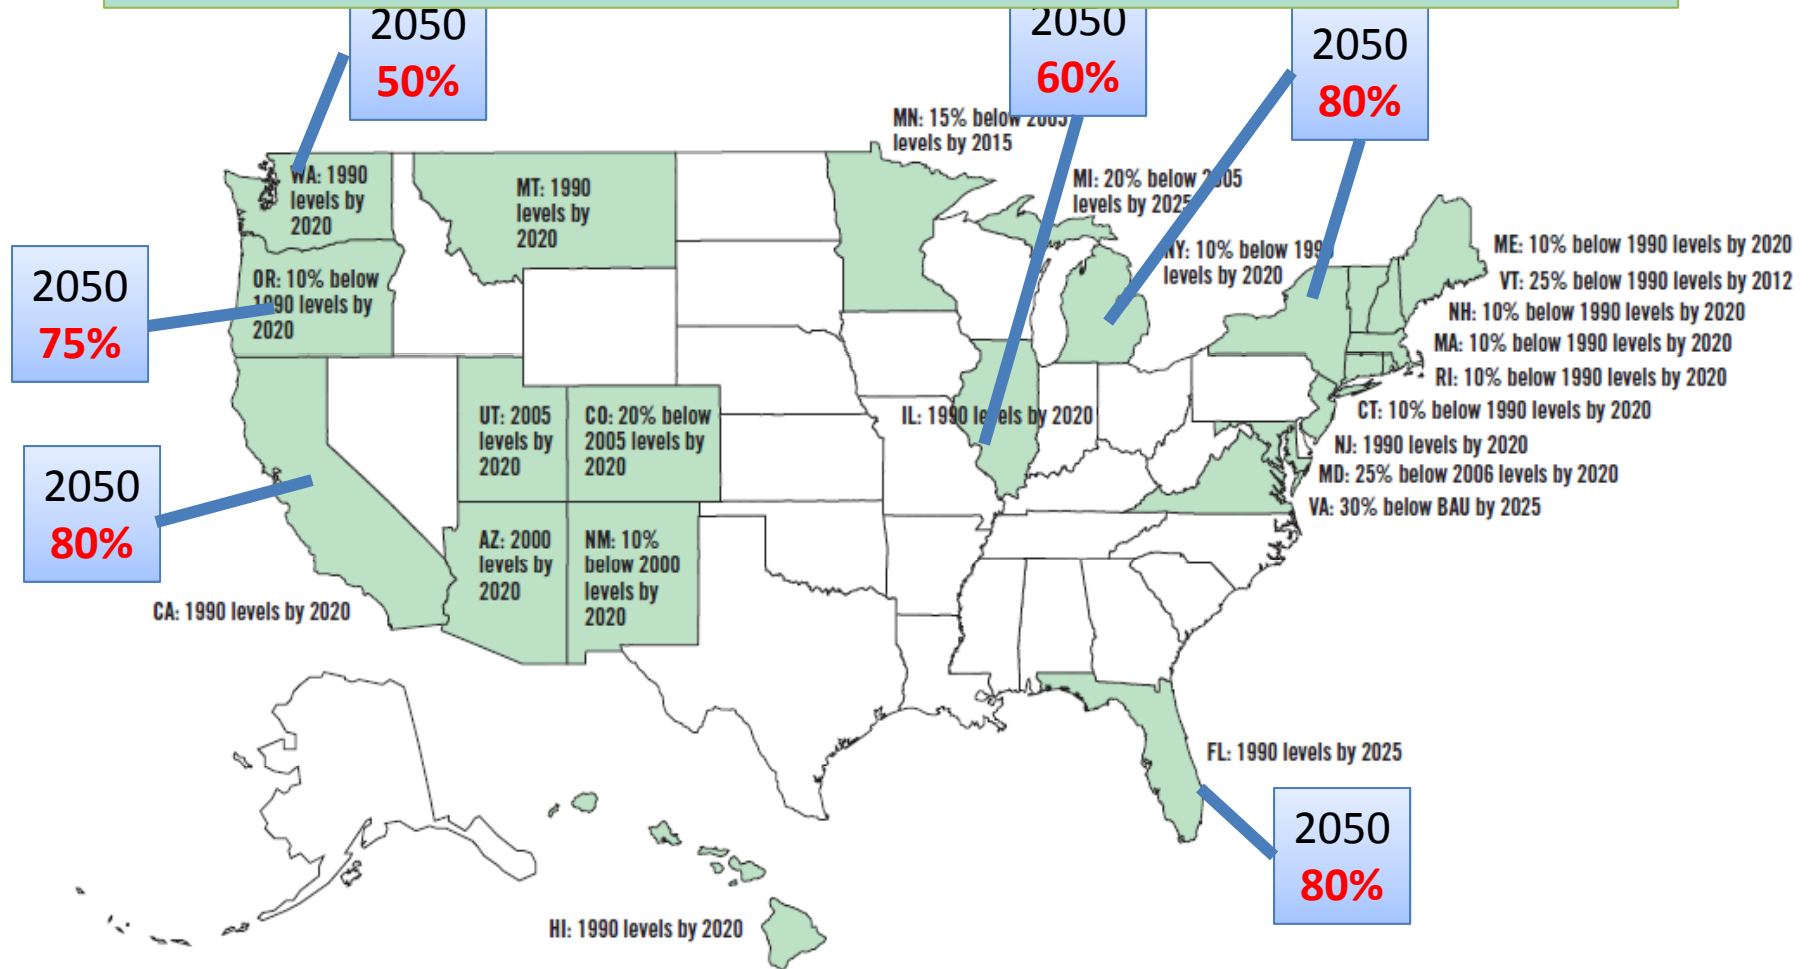 2050
50%
2050
60%
2050
80%
MN: 15% below 2005
levels by 2015
WA: 1990
levels by
2020
MT: 1990
levels by
2020
MI: 20% below 2005
levels by 2025
NY: 10% below 1990
levels by 2020
ME: 10% below 1990 levels by 2020
VT: 25% below 1990 levels by 2012
NH: 10% below 1990 levels by 2020
MA: 10% below 1990 levels by 2020
RI: 10% below 1990 levels by 2020
CT: 10% below 1990 levels by 2020
NJ: 1990 levels by 2020
MD: 25% below 2006 levels by 2020
VA: 30% below BAU by 2025
2050
75%
OR: 10% below
1990 levels by
2020
UT: 2005
levels by
2020
CO: 20% below
2005 levels by
2020
IL: 1990 levels by 2020
2050
80%
AZ: 2000
levels by
2020
NM: 10%
below 2000
levels by
2020
CA: 1990 levels by 2020
FL: 1990 levels by 2025
2050
80%
HI: 1990 levels by 2020